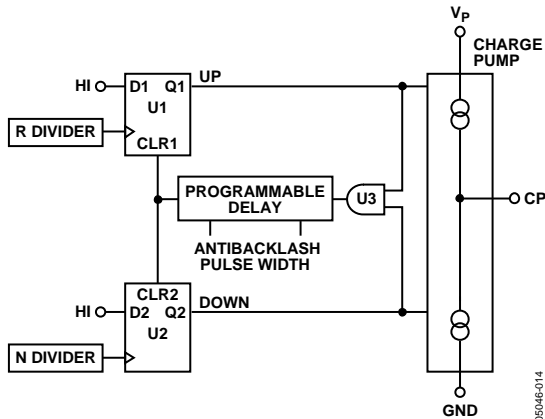 V_P
CHARGE
PUMP
HI
D1 Q1
UP
U1
R DIVIDER
CLR1
PROGRAMMABLE
DELAY
U3
CP
ANTIBACKLASH
PULSE WIDTH
CLR2
DOWN
HI
D2 Q2
U2
N DIVIDER
GND
05046-014